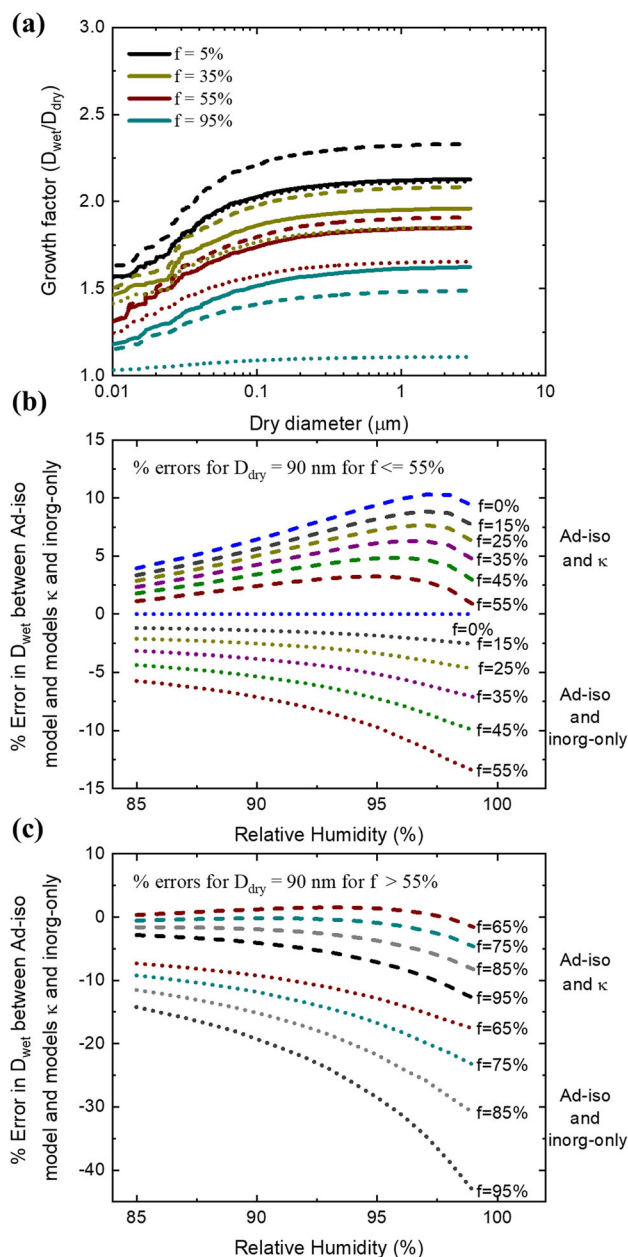 (a)
3.0
2.5
2.0
1.5
1.0
Growth factor (D_wet/D_dry)
f = 5%
f = 35%
f = 55%
f = 95%
0.01
0.1
1
10
Dry diameter (μm)
(b)
15
10
5
0
-5
-10
-15
% Error in D_wet between Ad-iso
model and models κ and inorg-only
% errors for D_dry = 90 nm for f <= 55%
f=0%
f=15%
f=25%
f=35%
f=45%
f=55%
Ad-iso
and κ
f=0%
f=15%
f=25%
f=35%
f=45%
f=55%
Ad-iso
and
inorg-only
85
90
95
100
Relative Humidity (%)
(c)
10
0
-10
-20
-30
-40
% Error in D_wet between Ad-iso
model and models κ and inorg-only
% errors for D_dry = 90 nm for f > 55%
f=65%
f=75%
f=85%
f=95%
Ad-iso
and κ
f=65%
f=75%
f=85%
f=95%
Ad-iso
and
inorg-only
85
90
95
100
Relative Humidity (%)